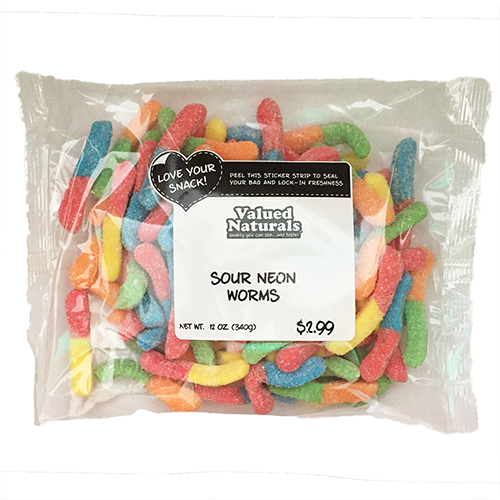 LOVE YOUR
SNACK!
PEEL THIS STICKER STRIP TO SEAL
YOUR BAG AND LOCK-IN FRESHNESS
Valued
Naturals
quality you can see...and taste!
SOUR NEON
WORMS
NET WT. 12 OZ. (340g)
$2.99